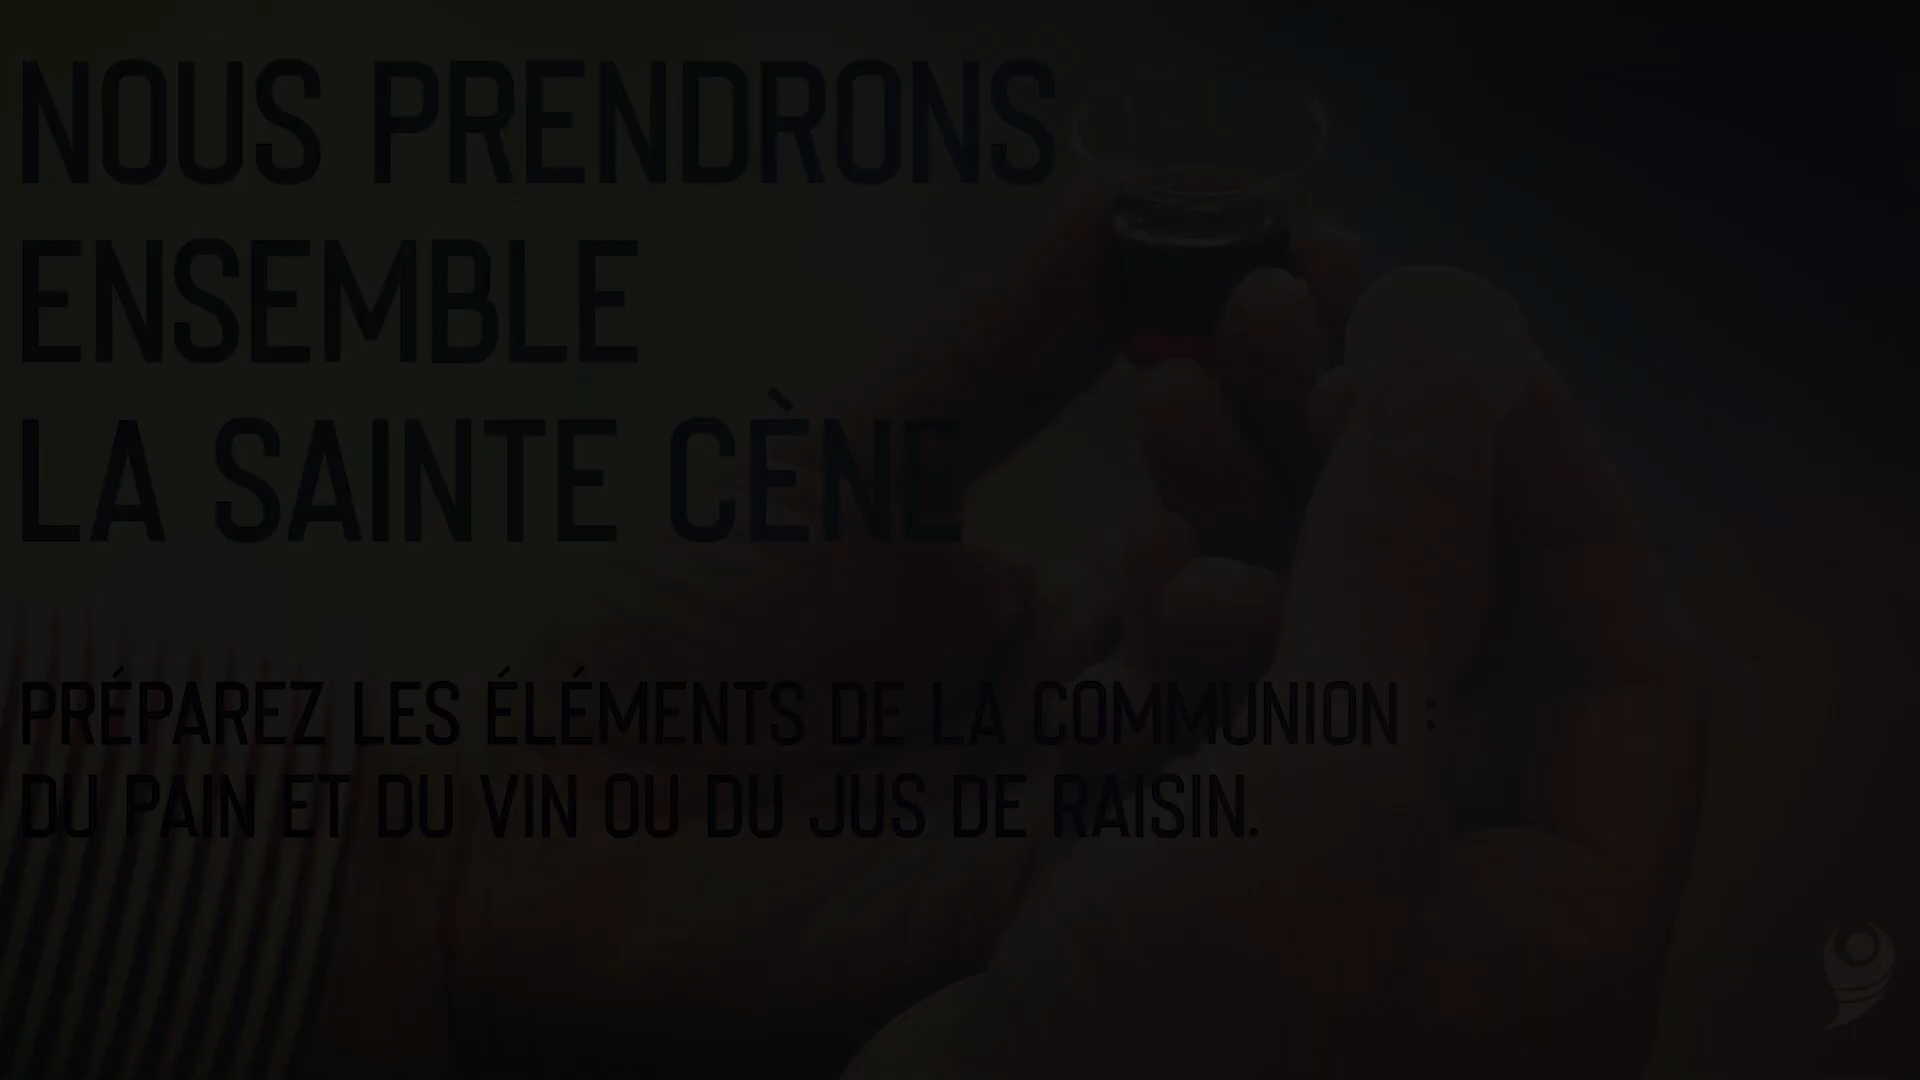 NOUS PRENDRONS
ENSEMBLE
LA SAINTE CÈNE
PRÉPAREZ LES ÉLÉMENTS DE LA COMMUNION :
DU PAIN ET DU VIN OU DU JUS DE RAISIN.